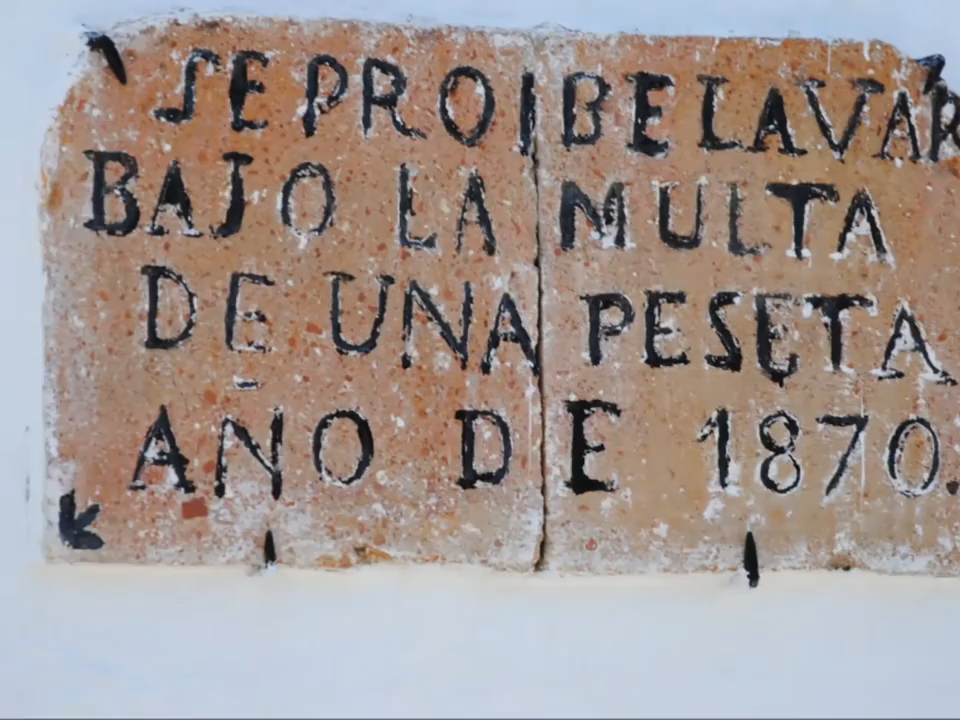 SE PROIBE LAVAR
BAJO LA MULTA
DE UNA PESETA
AÑO DE 1870.